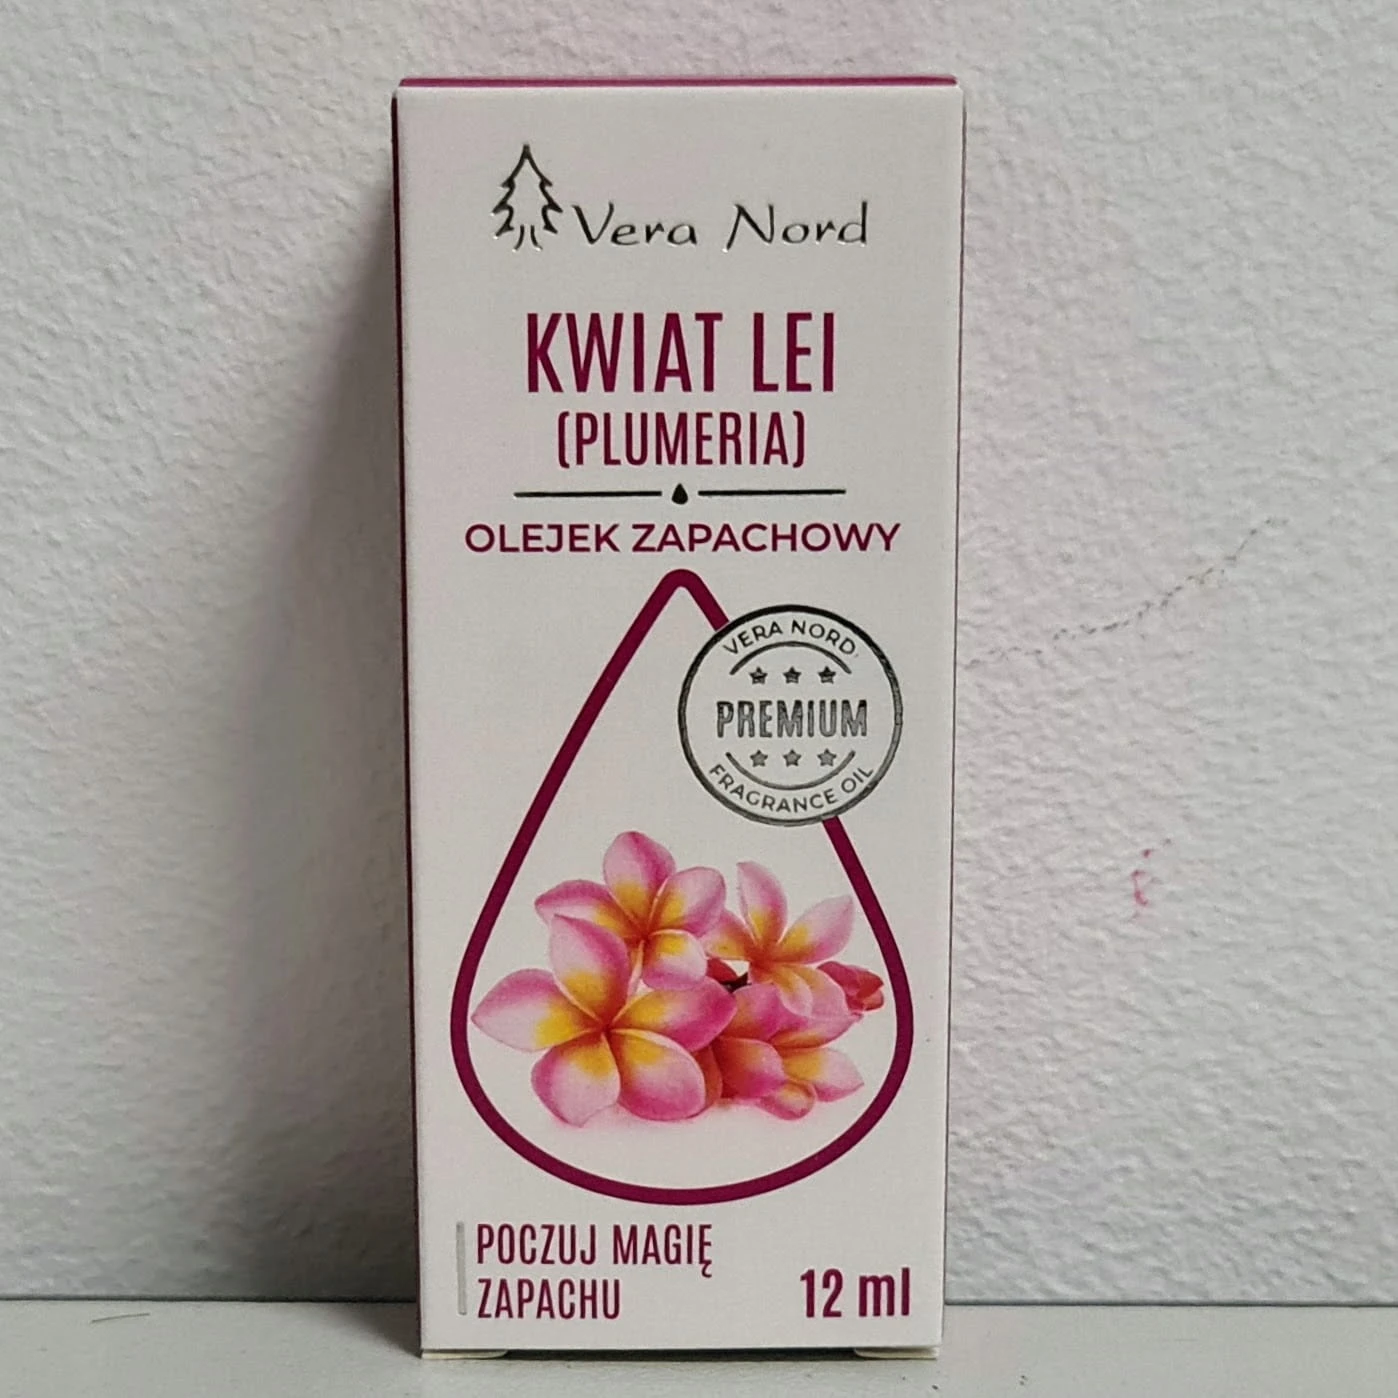 Vera Nord
KWIAT LEI
(PLUMERIA)
OLEJEK ZAPACHOWY
VERA NORD
PREMIUM
FRAGRANCE OIL
POCZUJ MAGIĘ
ZAPACHU
12 ml